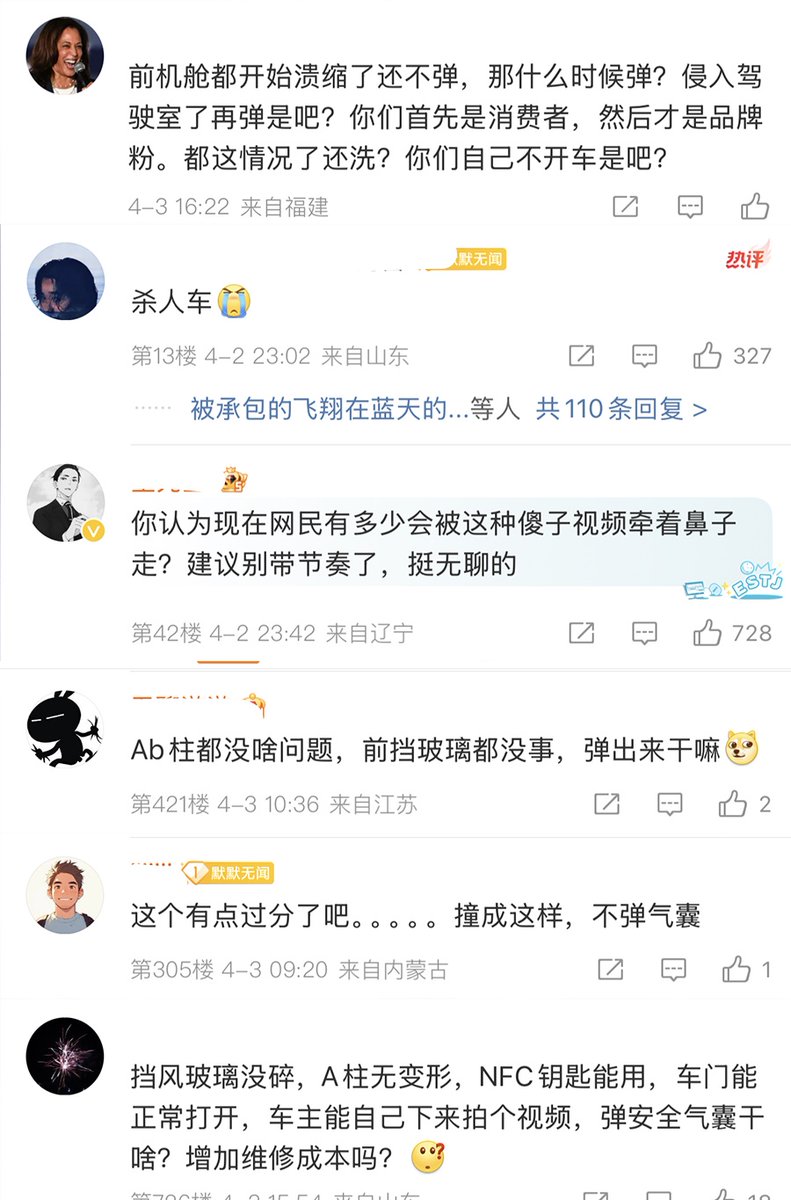 前机舱都开始溃缩了还不弹，那什么时候弹？侵入驾
驶室了再弹是吧？你们首先是消费者，然后才是品牌
粉。都这情况了还洗？你们自己不开车是吧？
4-3 16:22 来自福建
默默无闻
热评
杀人车
第13楼 4-2 23:02 来自山东
327
被承包的飞翔在蓝天的...等人 共110条回复 >
你认为现在网民有多少会被这种傻子视频牵着鼻子
走？建议别带节奏了，挺无聊的
ESTJ
第42楼 4-2 23:42 来自辽宁
728
Ab柱都没啥问题，前挡玻璃都没事，弹出来干嘛
第421楼 4-3 10:36 来自江苏
2
1 默默无闻
这个有点过分了吧。。。。。撞成这样，不弹气囊
第305楼 4-3 09:20 来自内蒙古
1
挡风玻璃没碎，A柱无变形，NFC钥匙能用，车门能
正常打开，车主能自己下来拍个视频，弹安全气囊干
啥？增加维修成本吗？